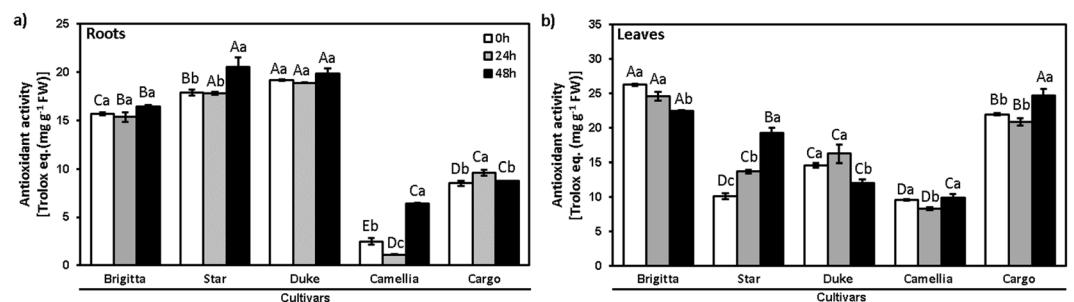 a)
Roots
0h
24h
48h
Antioxidant activity
[Trolox eq.(mg g-1 FW)]
25
20
15
10
5
0
Ca Ba Ba
Bb Ab Aa
Aa Aa Aa
Eb Dc Ca
Db Ca Cb
Brigitta Star Duke Camellia Cargo
Cultivars
b)
Leaves
Antioxidant activity
[Trolox eq. (mg g-1 FW)]
35
30
25
20
15
10
5
0
Aa Aa Ab
Dc Cb Ba
Ca Ca Cb
Da Db Ca
Bb Bb Aa
Brigitta Star Duke Camellia Cargo
Cultivars